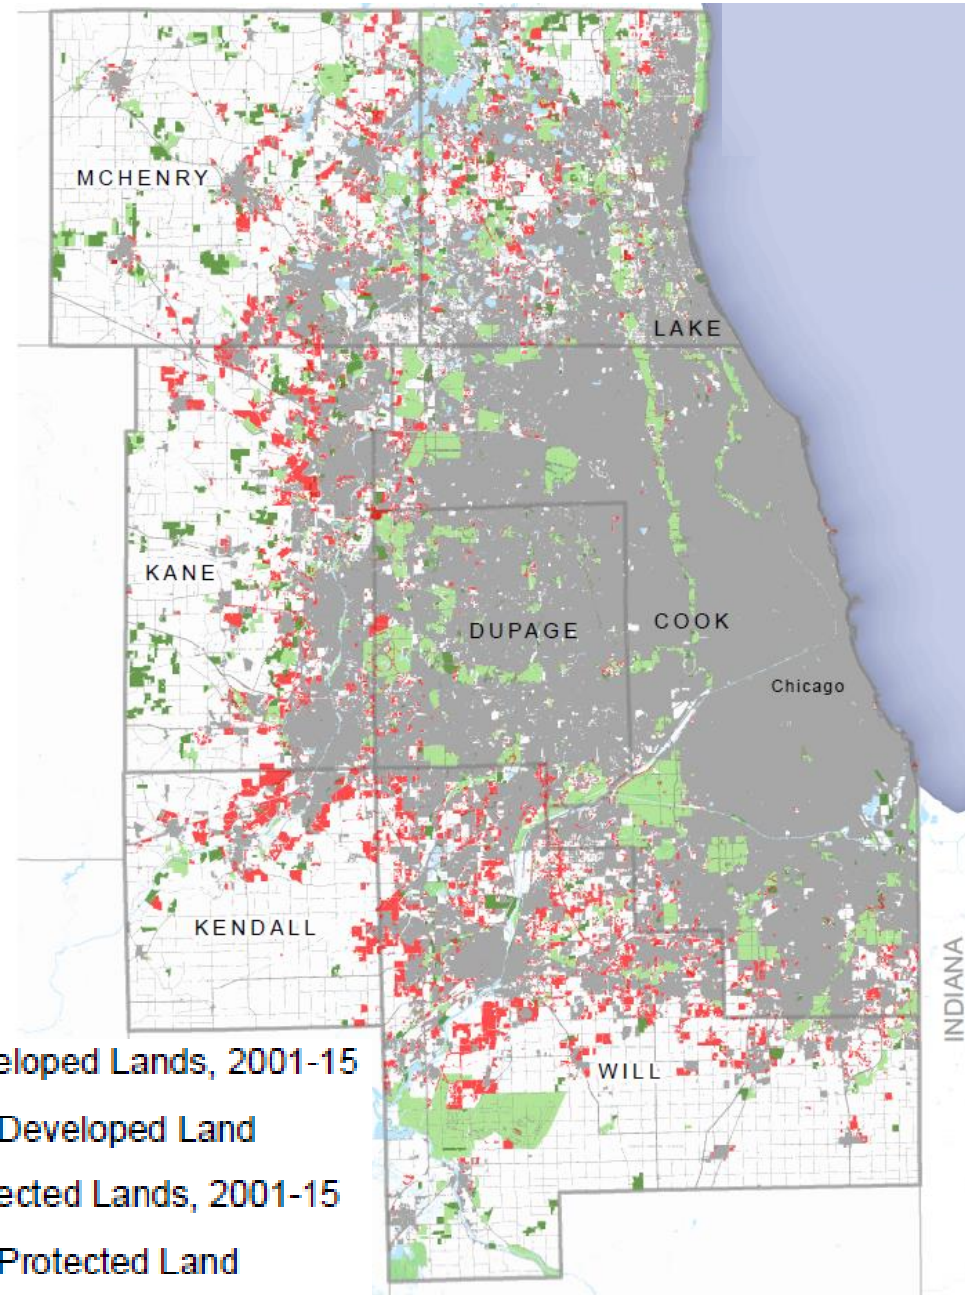 MCHENRY
LAKE
KANE
DUPAGE
COOK
Chicago
KENDALL
INDIANA
WILL
eloped Lands, 2001-15
Developed Land
ected Lands, 2001-15
Protected Land